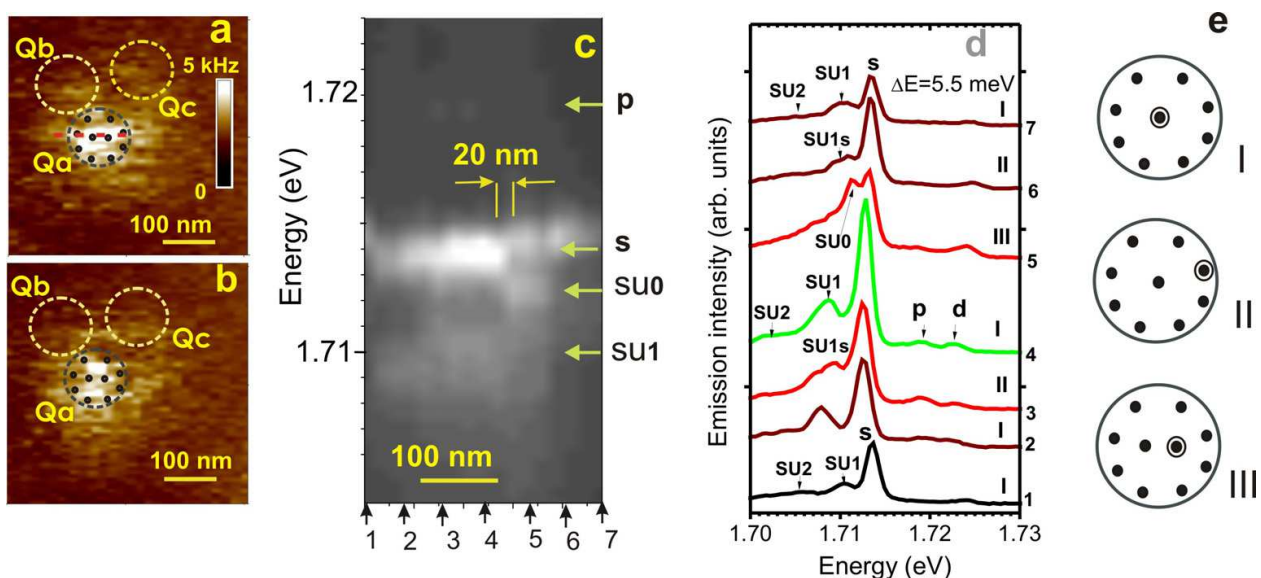 a
Qb
5 kHz
Qc
Qa
0
100 nm
b
Qb
Qc
Qa
100 nm
c
1.72
p
20 nm
Energy (eV)
s
SU0
1.71
SU1
100 nm
1 2 3 4 5 6 7
d
s
SU1
SU2
ΔE=5.5 meV
I
7
SU1s
II
6
SU0
III
5
SU1
SU2
p
d
I
4
SU1s
II
3
I
2
s
SU2
SU1
I
1
Emission intensity (arb. units)
1.70 1.71 1.72 1.73
Energy (eV)
e
I
II
III